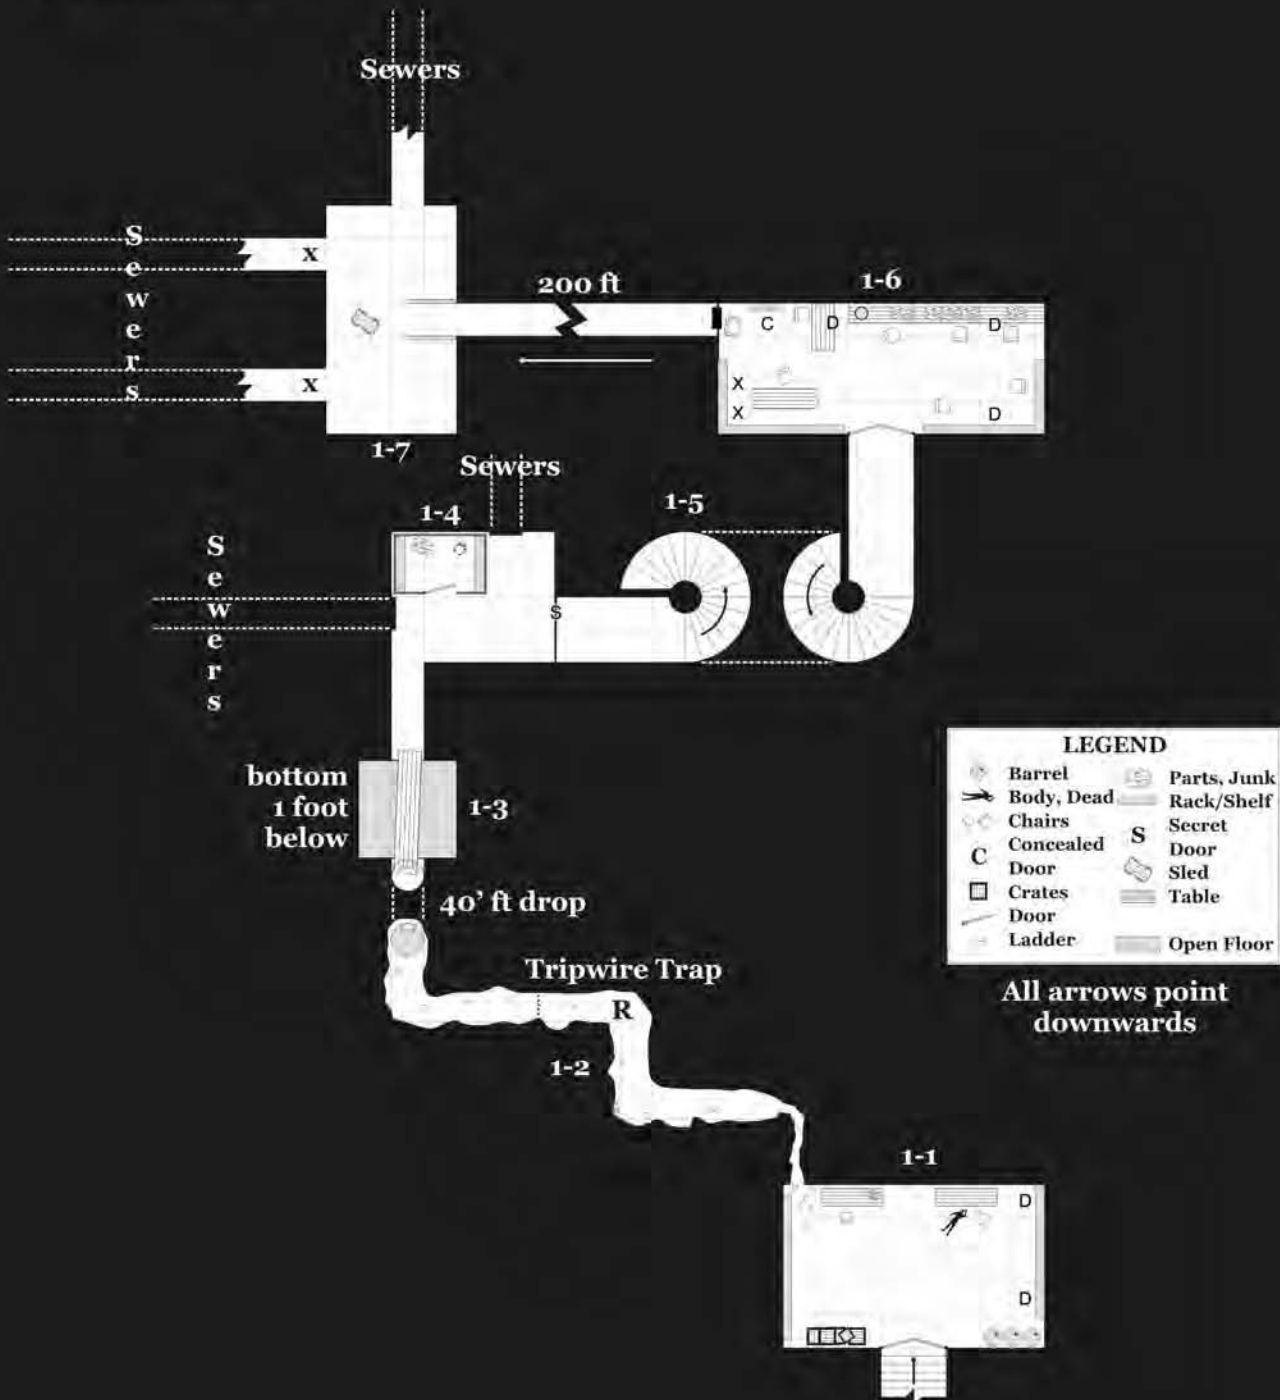 Sewers
S
e
w
e
r
s
x
x
200 ft
1-6
C
D
D
X
X
D
1-7
Sewers
1-4
1-5
S
e
w
e
r
s
S
bottom
1 foot
below
1-3
40' ft drop
Tripwire Trap
R
1-2
1-1
D
D
LEGEND
Barrel
Body, Dead
Chairs
C Concealed
Door
Crates
Door
Ladder
Parts, Junk
Rack/Shelf
S Secret
Door
Sled
Table
Open Floor
All arrows point
downwards